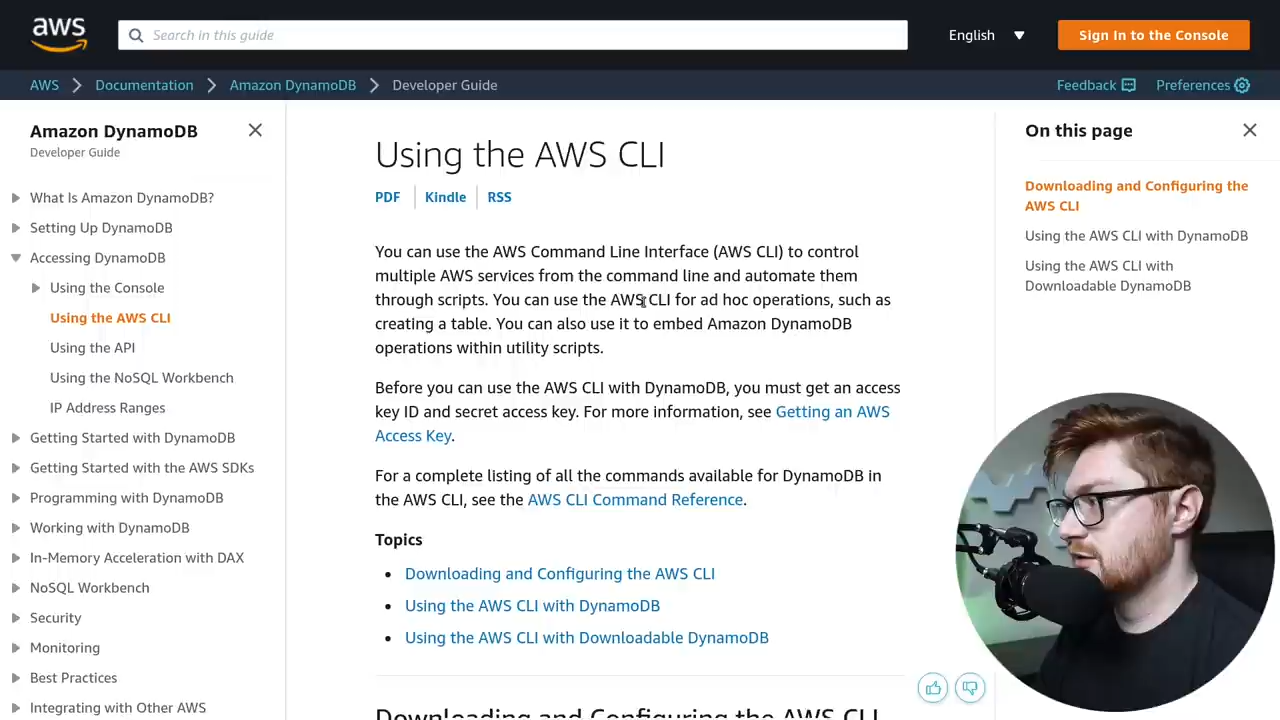 aws
Search in this guide
English
Sign In to the Console
AWS
Documentation
Amazon DynamoDB
Developer Guide
Feedback
Preferences
Amazon DynamoDB
Developer Guide
What Is Amazon DynamoDB?
Setting Up DynamoDB
Accessing DynamoDB
Using the Console
Using the AWS CLI
Using the API
Using the NoSQL Workbench
IP Address Ranges
Getting Started with DynamoDB
Getting Started with the AWS SDKs
Programming with DynamoDB
Working with DynamoDB
In-Memory Acceleration with DAX
NoSQL Workbench
Security
Monitoring
Best Practices
Integrating with Other AWS
Using the AWS CLI
PDF
Kindle
RSS
You can use the AWS Command Line Interface (AWS CLI) to control
multiple AWS services from the command line and automate them
through scripts. You can use the AWS CLI for ad hoc operations, such as
creating a table. You can also use it to embed Amazon DynamoDB
operations within utility scripts.
Before you can use the AWS CLI with DynamoDB, you must get an access
key ID and secret access key. For more information, see Getting an AWS
Access Key.
For a complete listing of all the commands available for DynamoDB in
the AWS CLI, see the AWS CLI Command Reference.
Topics
Downloading and Configuring the AWS CLI
Using the AWS CLI with DynamoDB
Using the AWS CLI with Downloadable DynamoDB
Downloading and Configuring the AWS CLI
On this page
Downloading and Configuring the
AWS CLI
Using the AWS CLI with DynamoDB
Using the AWS CLI with
Downloadable DynamoDB